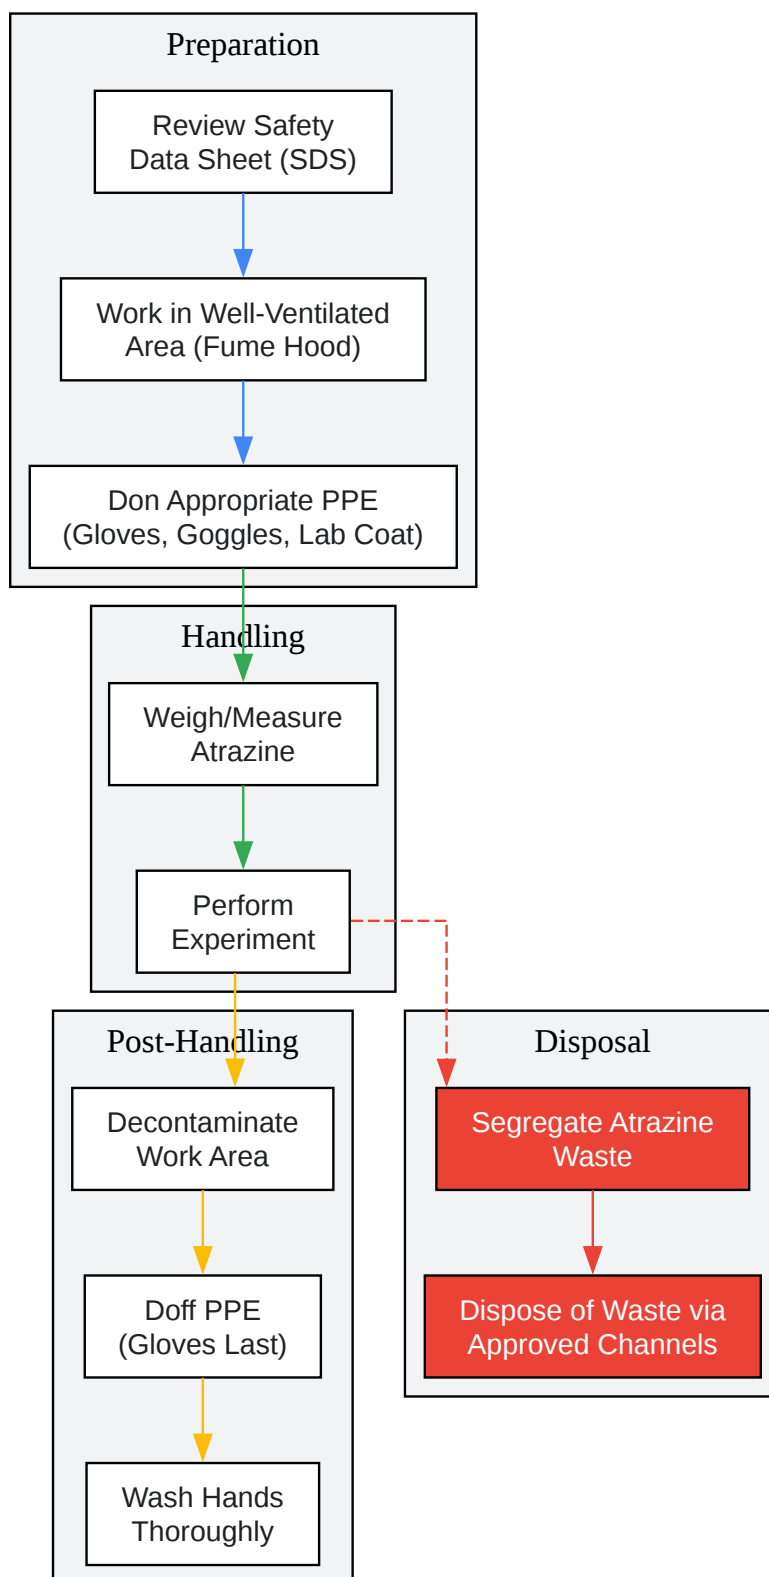 Preparation
Review Safety
Data Sheet (SDS)
Work in Well-Ventilated
Area (Fume Hood)
Don Appropriate PPE
(Gloves, Goggles, Lab Coat)
Handling
Weigh/Measure
Atrazine
Perform
Experiment
Post-Handling
Decontaminate
Work Area
Doff PPE
(Gloves Last)
Wash Hands
Thoroughly
Disposal
Segregate Atrazine
Waste
Dispose of Waste via
Approved Channels